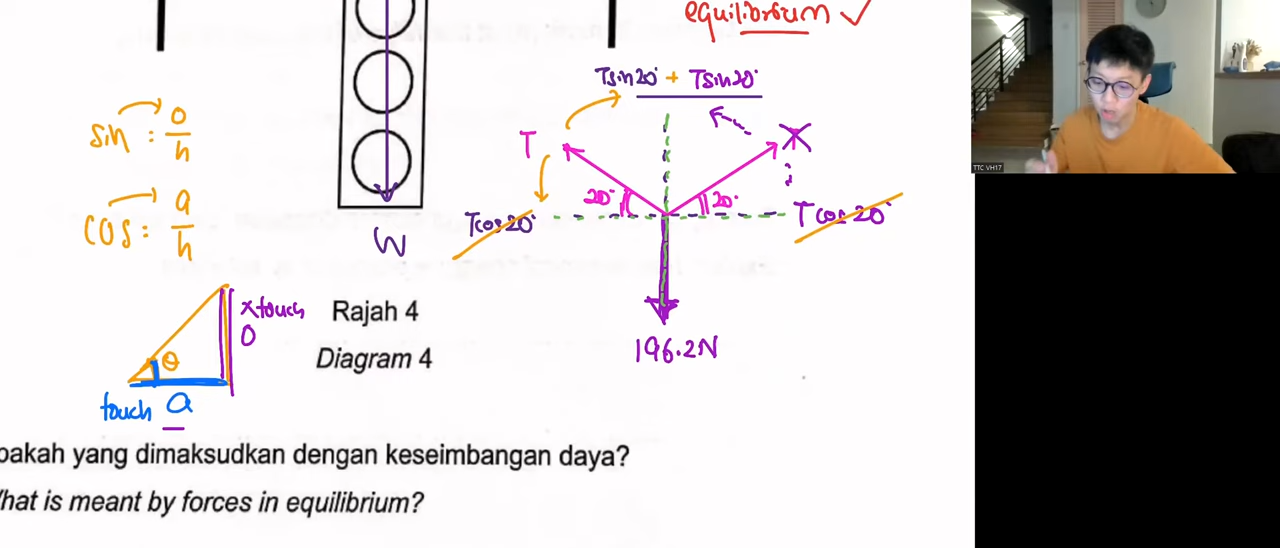 equilibrium ✓
Tsin20° + Tsin20°
sin : o/h
T
X
20°
20°
cos : a/h
Tcos20°
Tcos20°
W
196.2N
x touch
O
θ
touch a
Rajah 4
Diagram 4
pakah yang dimaksudkan dengan keseimbangan daya?
hat is meant by forces in equilibrium?
TTC VH17